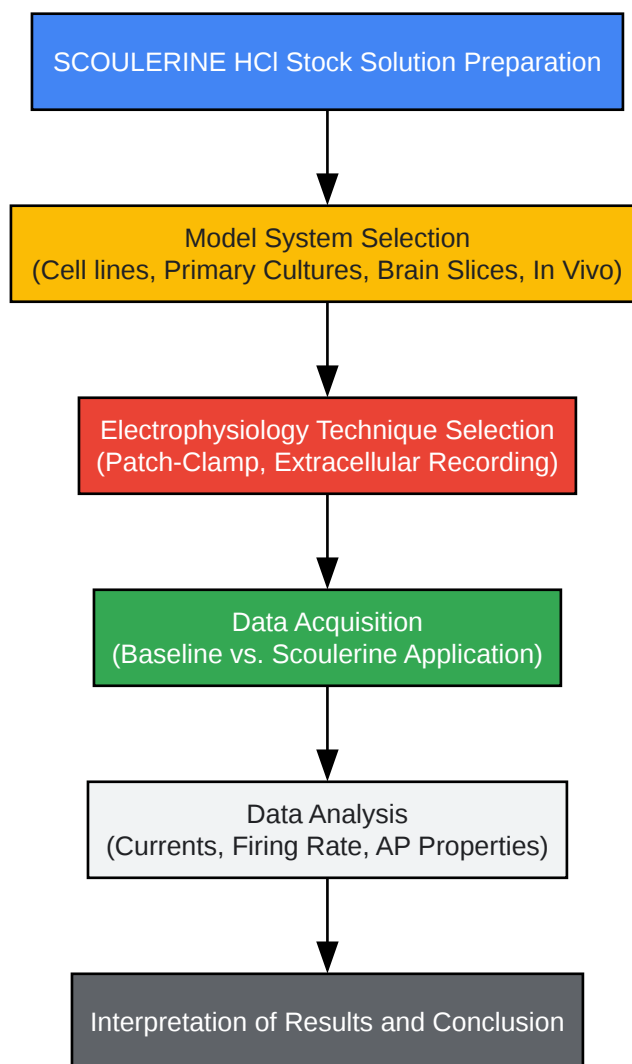 SCOULERINE HCl Stock Solution Preparation
Model System Selection
(Cell lines, Primary Cultures, Brain Slices, In Vivo)
Electrophysiology Technique Selection
(Patch-Clamp, Extracellular Recording)
Data Acquisition
(Baseline vs. Scoulerine Application)
Data Analysis
(Currents, Firing Rate, AP Properties)
Interpretation of Results and Conclusion